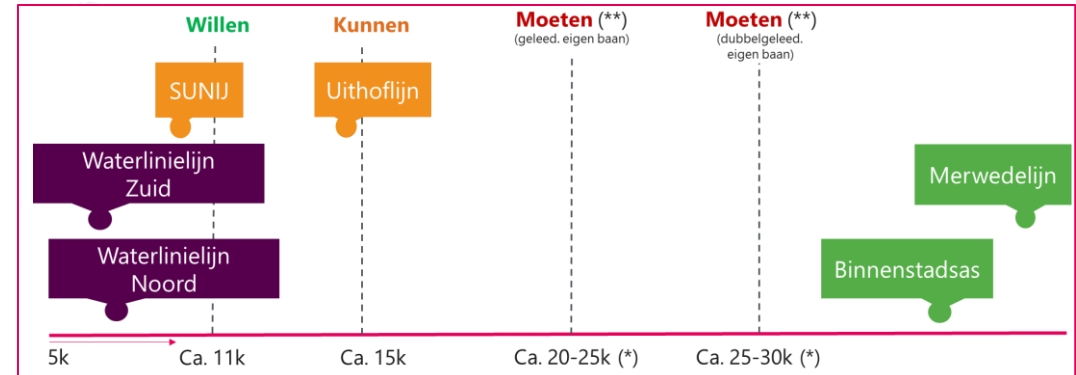 Willen
Kunnen
Moeten (**)
(geleed. eigen baan)
Moeten (**)
(dubbelgeleed.
eigen baan)
SUNIJ
Uithoflijn
Waterlinielijn
Zuid
Merwedelijn
Waterlinielijn
Noord
Binnenstadsas
5k
Ca. 11k
Ca. 15k
Ca. 20-25k (*)
Ca. 25-30k (*)